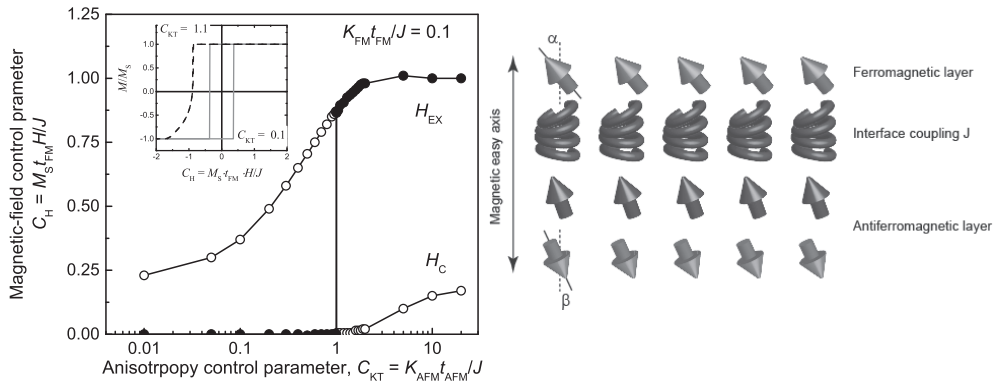 1.25
1.00
0.75
0.50
0.25
0.00
Magnetic-field control prameter
C_H = M_S t_FM H/J
K_FM t_FM/J = 0.1
C_KT = 1.1
1.0
0.5
0.0
-0.5
-1.0
M/M_S
C_KT = 0.1
-2 -1 0 1 2
C_H = M_S·t_FM ·H/J
H_EX
H_C
0.01 0.1 1 10
Anisotrpopy control parameter, C_KT = K_AFM t_AFM/J
Magnetic easy axis
α
β
Ferromagnetic layer
Interface coupling J
Antiferromagnetic layer